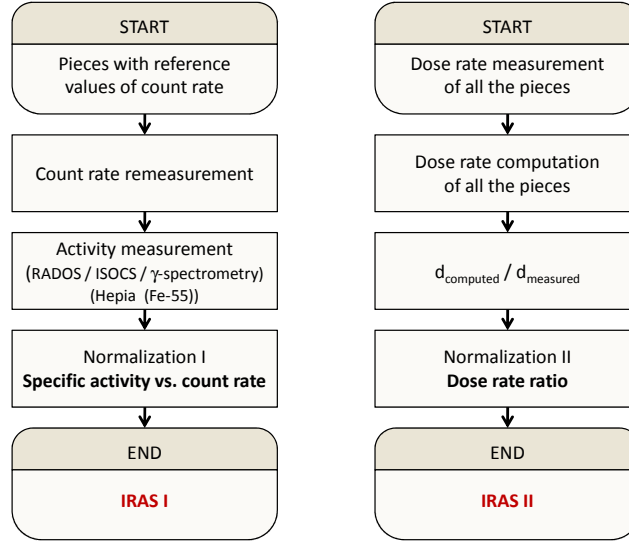 START
Pieces with reference
values of count rate
Count rate remeasurement
Activity measurement
(RADOS / ISOCS / γ-spectrometry)
(Hepia (Fe-55))
Normalization I
Specific activity vs. count rate
END
IRAS I
START
Dose rate measurement
of all the pieces
Dose rate computation
of all the pieces
d computed / d measured
Normalization II
Dose rate ratio
END
IRAS II